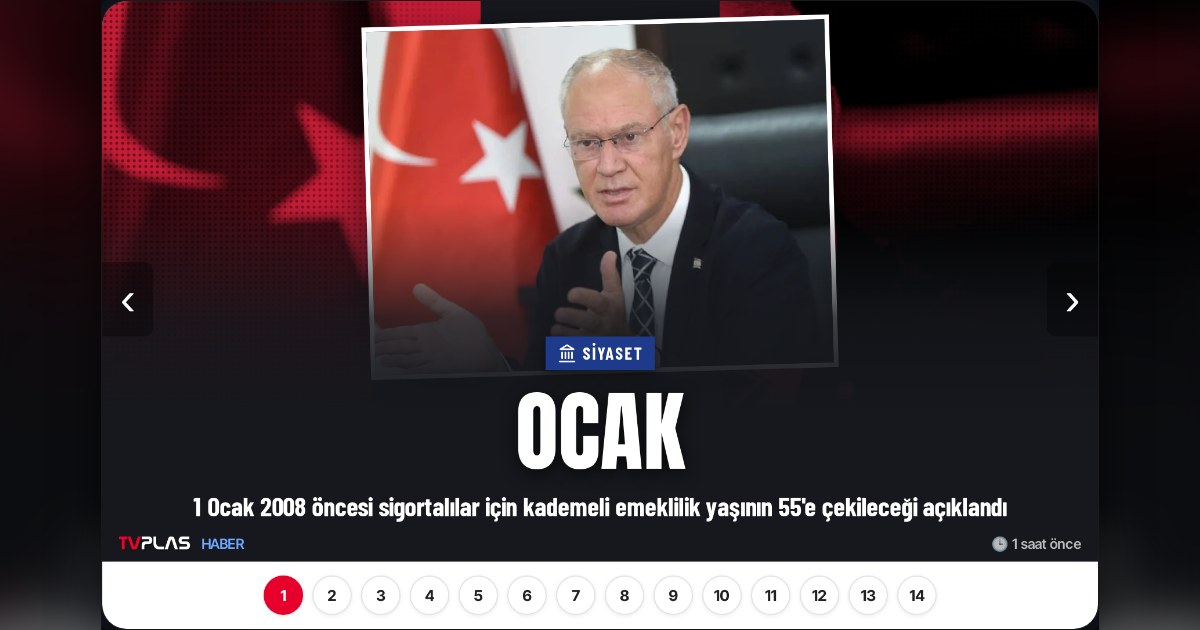 SİYASET
OCAK
1 Ocak 2008 öncesi sigortalılar için kademeli emeklilik yaşının 55'e çekileceği açıklandı
TVPLAS HABER
1 saat önce
1 2 3 4 5 6 7 8 9 10 11 12 13 14